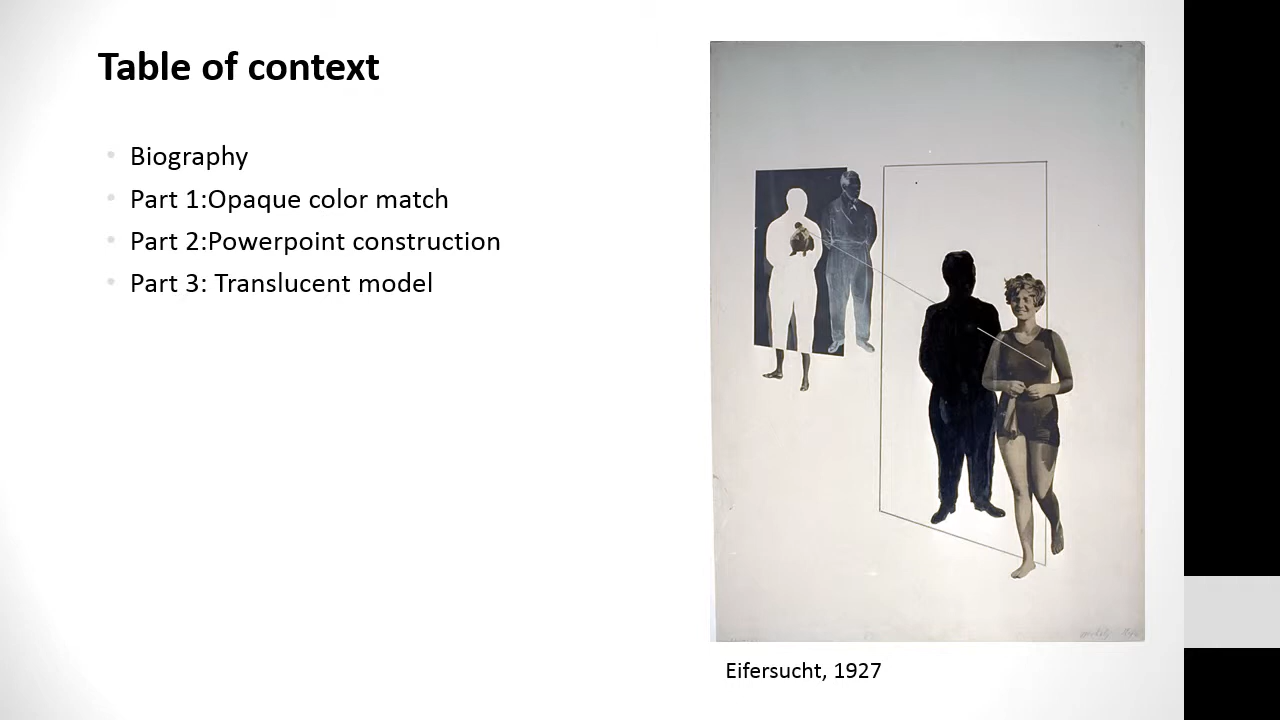 Table of context
Biography
Part 1:Opaque color match
Part 2:Powerpoint construction
Part 3: Translucent model
Eifersucht, 1927